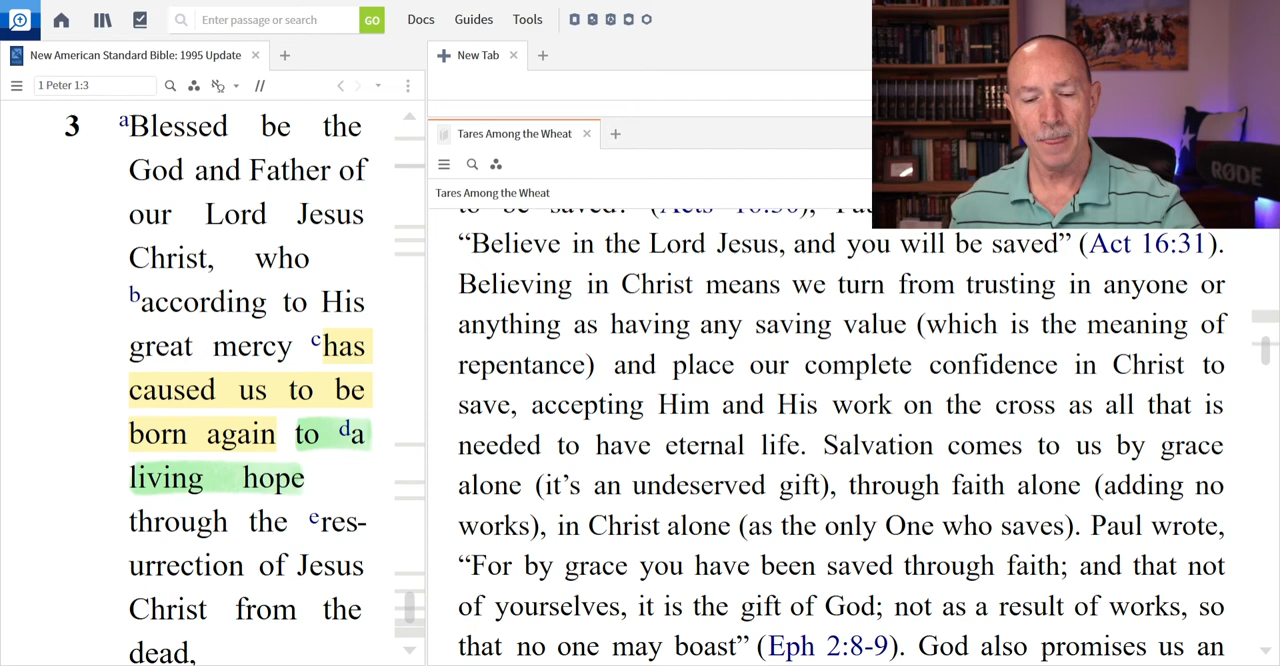 Enter passage or search
GO
Docs
Guides
Tools
New American Standard Bible: 1995 Update
New Tab
1 Peter 1:3
3 aBlessed be the
God and Father of
our Lord Jesus
Christ, who
baccording to His
great mercy chas
caused us to be
born again to da
living hope
through the eres-
urrection of Jesus
Christ from the
dead,
Tares Among the Wheat
Tares Among the Wheat
“Believe in the Lord Jesus, and you will be saved” (Act 16:31).
Believing in Christ means we turn from trusting in anyone or
anything as having any saving value (which is the meaning of
repentance) and place our complete confidence in Christ to
save, accepting Him and His work on the cross as all that is
needed to have eternal life. Salvation comes to us by grace
alone (it’s an undeserved gift), through faith alone (adding no
works), in Christ alone (as the only One who saves). Paul wrote,
“For by grace you have been saved through faith; and that not
of yourselves, it is the gift of God; not as a result of works, so
that no one may boast” (Eph 2:8-9). God also promises us an
RØDE